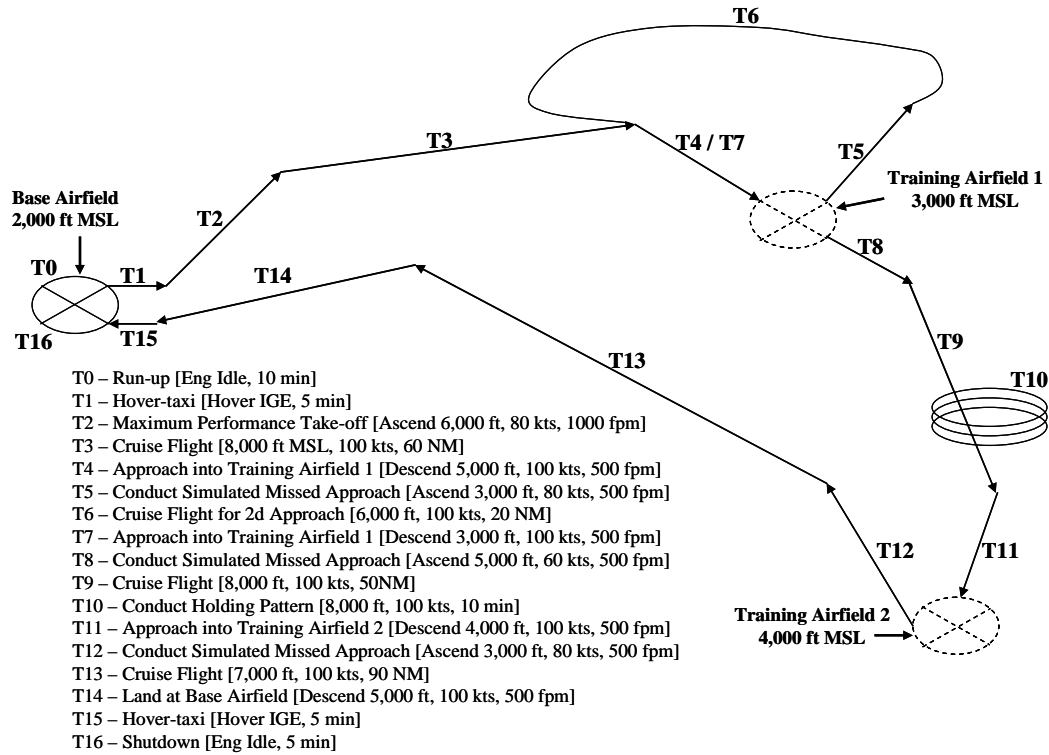 T6
T3
T4 / T7
T5
Base Airfield
2,000 ft MSL
Training Airfield 1
3,000 ft MSL
T2
T8
T0
T1
T14
T16
T15
T9
T13
T10
T12
T11
Training Airfield 2
4,000 ft MSL
T0 – Run-up [Eng Idle, 10 min]
T1 – Hover-taxi [Hover IGE, 5 min]
T2 – Maximum Performance Take-off [Ascend 6,000 ft, 80 kts, 1000 fpm]
T3 – Cruise Flight [8,000 ft MSL, 100 kts, 60 NM]
T4 – Approach into Training Airfield 1 [Descend 5,000 ft, 100 kts, 500 fpm]
T5 – Conduct Simulated Missed Approach [Ascend 3,000 ft, 80 kts, 500 fpm]
T6 – Cruise Flight for 2d Approach [6,000 ft, 100 kts, 20 NM]
T7 – Approach into Training Airfield 1 [Descend 3,000 ft, 100 kts, 500 fpm]
T8 – Conduct Simulated Missed Approach [Ascend 5,000 ft, 60 kts, 500 fpm]
T9 – Cruise Flight [8,000 ft, 100 kts, 50NM]
T10 – Conduct Holding Pattern [8,000 ft, 100 kts, 10 min]
T11 – Approach into Training Airfield 2 [Descend 4,000 ft, 100 kts, 500 fpm]
T12 – Conduct Simulated Missed Approach [Ascend 3,000 ft, 80 kts, 500 fpm]
T13 – Cruise Flight [7,000 ft, 100 kts, 90 NM]
T14 – Land at Base Airfield [Descend 5,000 ft, 100 kts, 500 fpm]
T15 – Hover-taxi [Hover IGE, 5 min]
T16 – Shutdown [Eng Idle, 5 min]